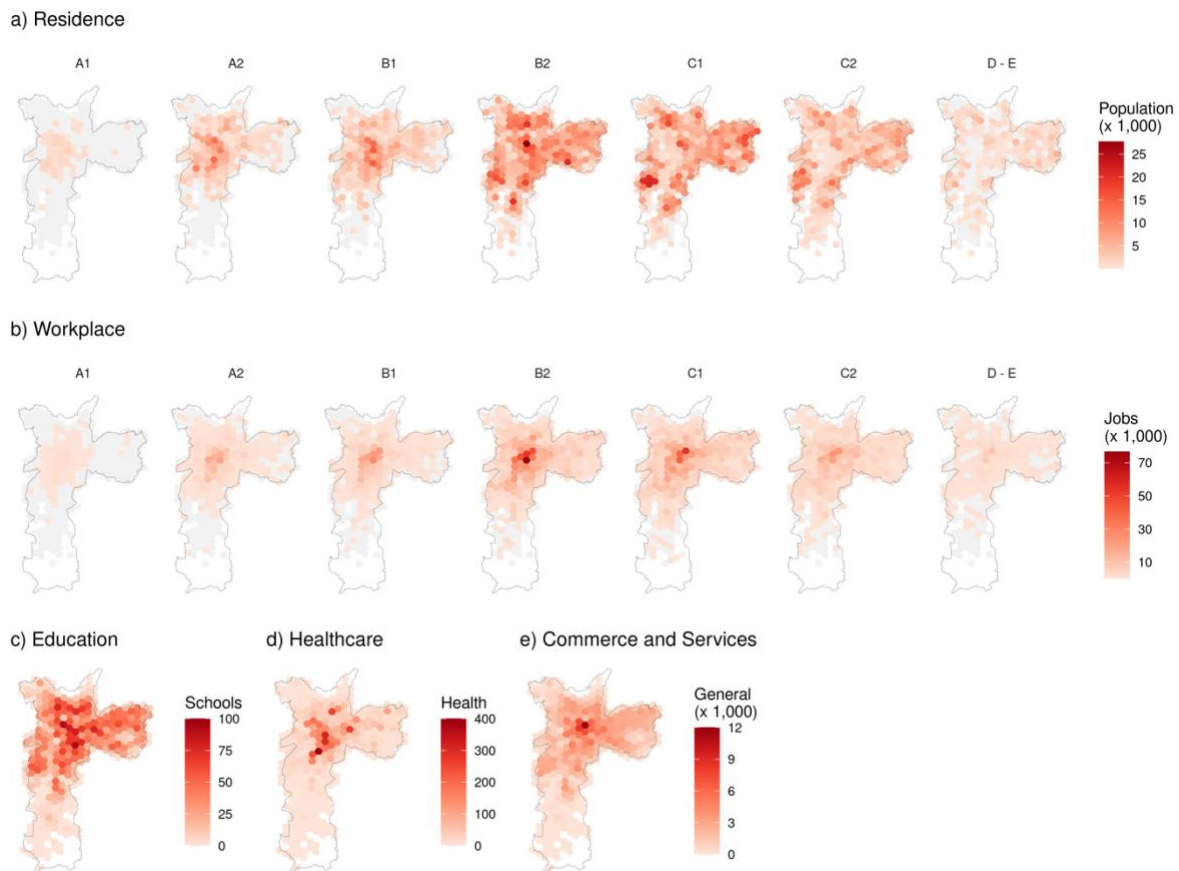 a) Residence
A1 A2 B1 B2 C1 C2 D - E
Population
(x 1,000)
25
20
15
10
5
b) Workplace
A1 A2 B1 B2 C1 C2 D - E
Jobs
(x 1,000)
70
50
30
10
c) Education
Schools
100
75
50
25
0
d) Healthcare
Health
400
300
200
100
0
e) Commerce and Services
General
(x 1,000)
12
9
6
3
0